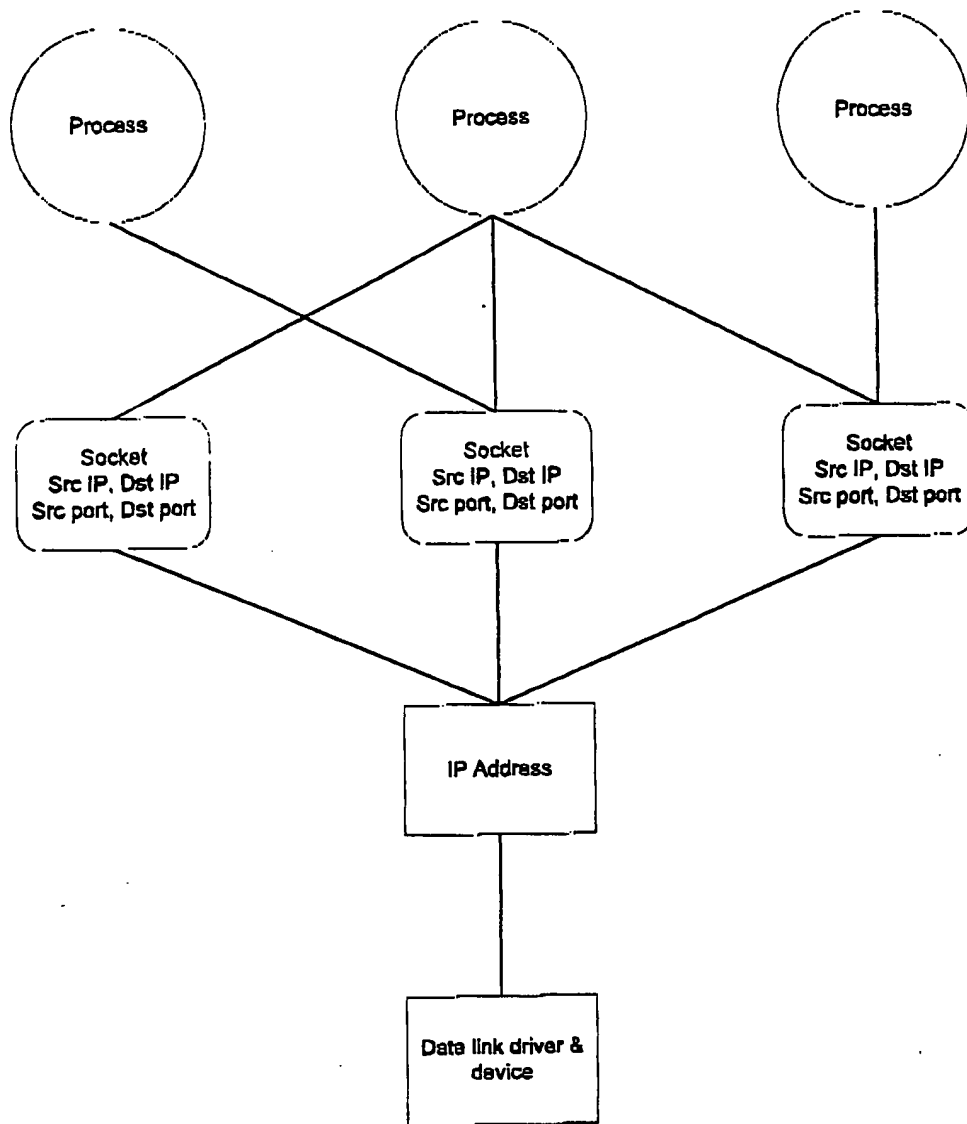 Process
Process
Process
Socket
Src IP, Dst IP
Src port, Dst port
Socket
Src IP, Dst IP
Src port, Dst port
Socket
Src IP, Dst IP
Src port, Dst port
IP Address
Data link driver &
device